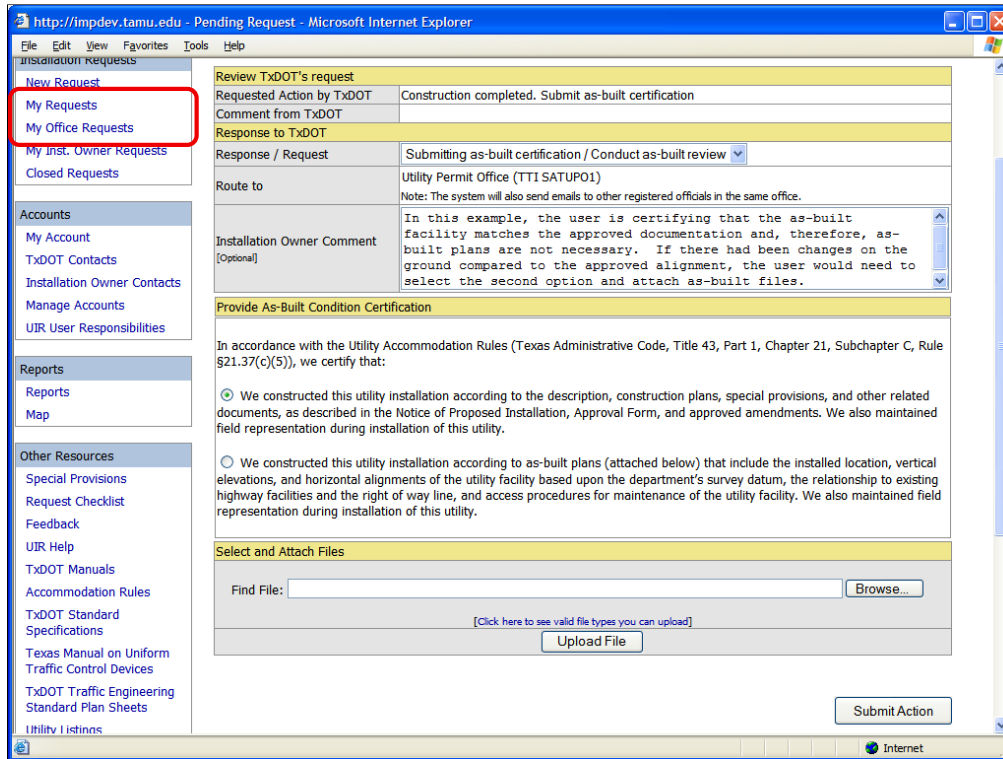 http://impdev.tamu.edu - Pending Request - Microsoft Internet Explorer
File Edit View Favorites Tools Help
Installation Requests
New Request
My Requests
My Office Requests
My Inst. Owner Requests
Closed Requests
Accounts
My Account
TxDOT Contacts
Installation Owner Contacts
Manage Accounts
UIR User Responsibilities
Reports
Reports
Map
Other Resources
Special Provisions
Request Checklist
Feedback
UIR Help
TxDOT Manuals
Accommodation Rules
TxDOT Standard
Specifications
Texas Manual on Uniform
Traffic Control Devices
TxDOT Traffic Engineering
Standard Plan Sheets
Utility Listings
Review TxDOT's request
Requested Action by TxDOT Construction completed. Submit as-built certification
Comment from TxDOT
Response to TxDOT
Response / Request Submitting as-built certification / Conduct as-built review
Route to Utility Permit Office (TTI SATUPO1)
Note: The system will also send emails to other registered officials in the same office.
Installation Owner Comment
[Optional]
In this example, the user is certifying that the as-built
facility matches the approved documentation and, therefore, as-
built plans are not necessary. If there had been changes on the
ground compared to the approved alignment, the user would need to
select the second option and attach as-built files.
Provide As-Built Condition Certification
In accordance with the Utility Accommodation Rules (Texas Administrative Code, Title 43, Part 1, Chapter 21, Subchapter C, Rule
§21.37(c)(5)), we certify that:
We constructed this utility installation according to the description, construction plans, special provisions, and other related
documents, as described in the Notice of Proposed Installation, Approval Form, and approved amendments. We also maintained
field representation during installation of this utility.
We constructed this utility installation according to as-built plans (attached below) that include the installed location, vertical
elevations, and horizontal alignments of the utility facility based upon the department's survey datum, the relationship to existing
highway facilities and the right of way line, and access procedures for maintenance of the utility facility. We also maintained field
representation during installation of this utility.
Select and Attach Files
Find File: Browse...
[Click here to see valid file types you can upload]
Upload File
Submit Action
Internet